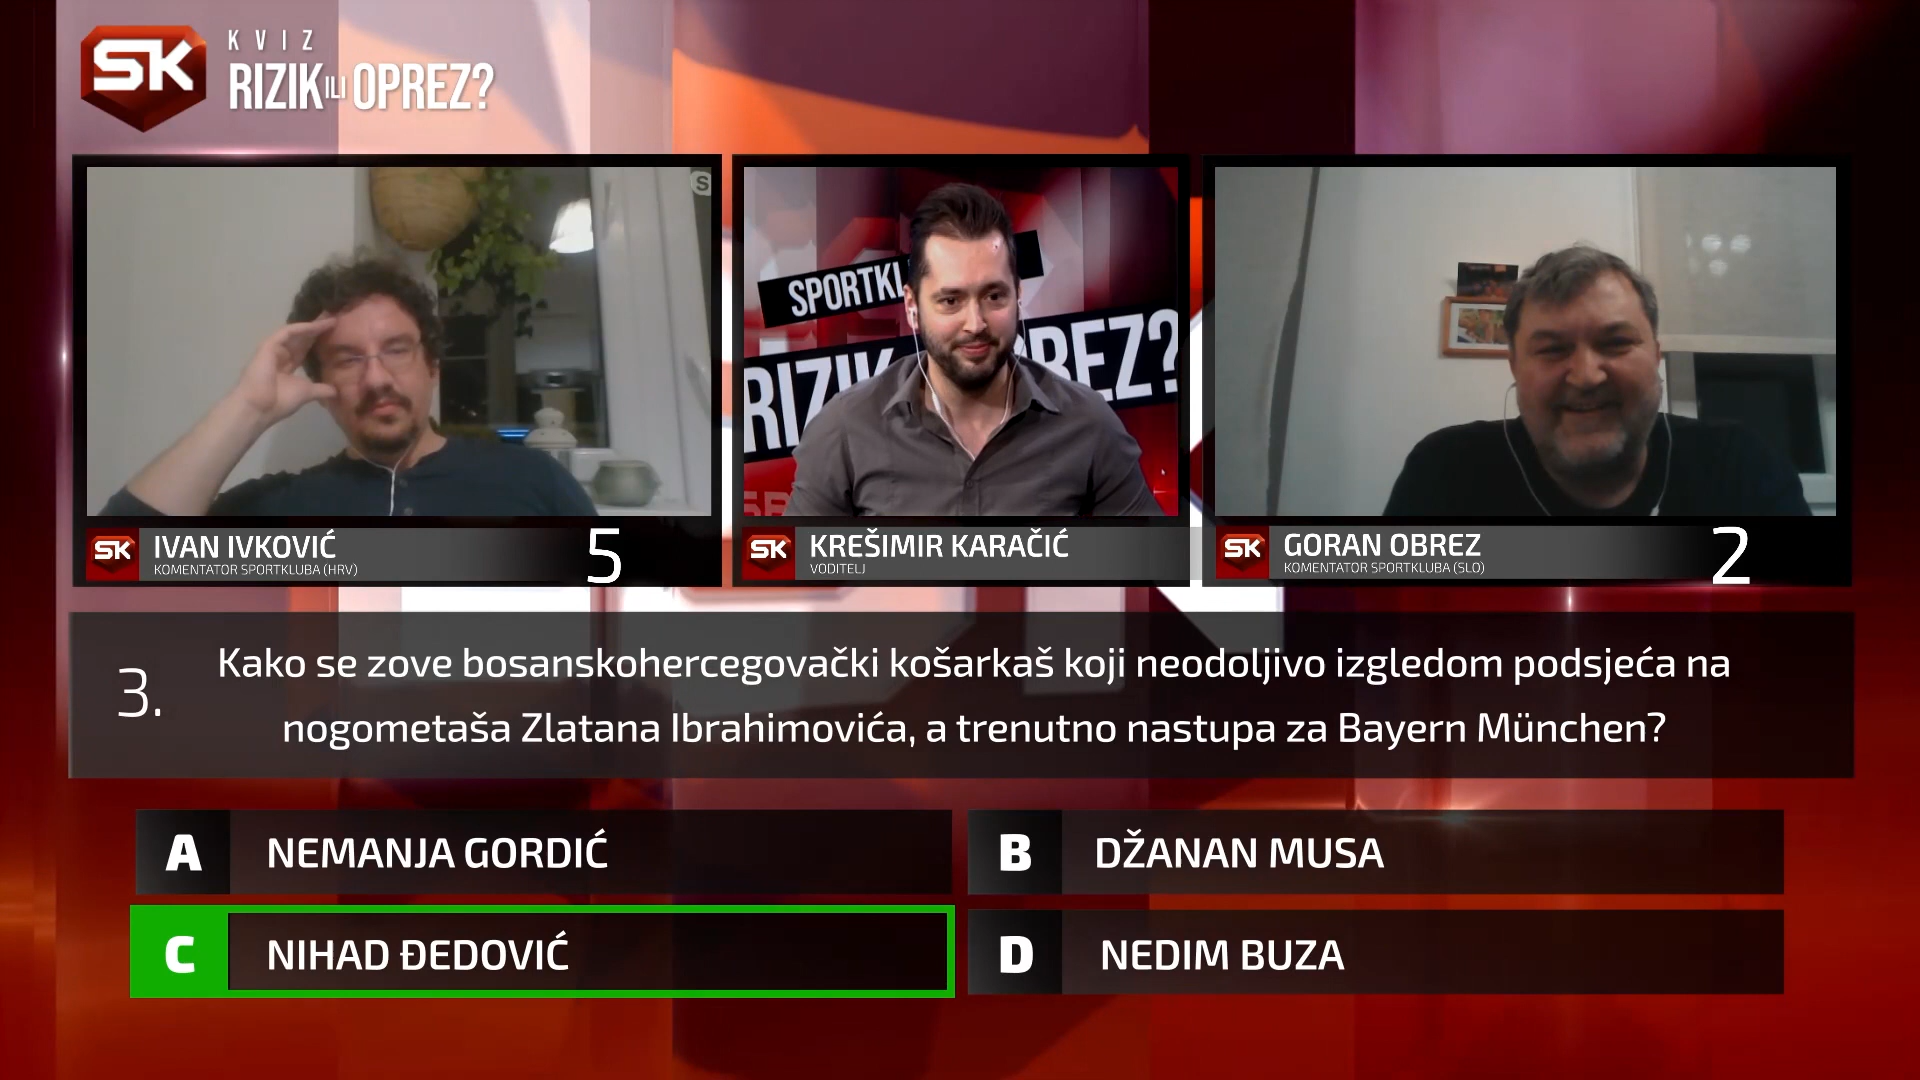 SK
KVIZ
RIZIK ILI OPREZ?
S
SPORTKL
RIZIK
OPREZ?
SK
IVAN IVKOVIĆ
KOMENTATOR SPORTKLUBA (HRV)
5
SK
KREŠIMIR KARAČIĆ
VODITELJ
SK
GORAN OBREZ
KOMENTATOR SPORTKLUBA (SLO)
2
3.
Kako se zove bosanskohercegovački košarkaš koji neodoljivo izgledom podsjeća na
nogometaša Zlatana Ibrahimovića, a trenutno nastupa za Bayern München?
A NEMANJA GORDIĆ
B DŽANAN MUSA
C NIHAD ĐEDOVIĆ
D NEDIM BUZA